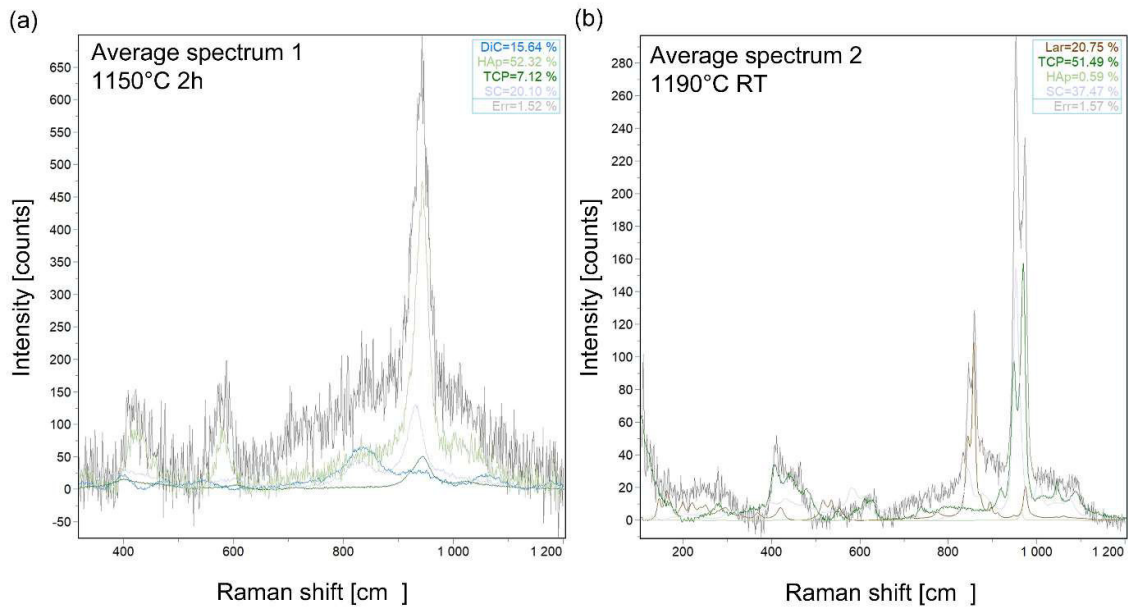 (a)
Average spectrum 1
1150°C 2h
DiC=15.64 %
HAp=52.32 %
TCP=7.12 %
SC=20.10 %
Err=1.52 %
Intensity [counts]
650
600
550
500
450
400
350
300
250
200
150
100
50
0
-50
400
600
800
1 000
1 200
Raman shift [cm ]
(b)
Average spectrum 2
1190°C RT
Lar=20.75 %
TCP=51.49 %
HAp=0.59 %
SC=37.47 %
Err=1.57 %
Intensity [counts]
280
260
240
220
200
180
160
140
120
100
80
60
40
20
0
200
400
600
800
1 000
1 200
Raman shift [cm ]